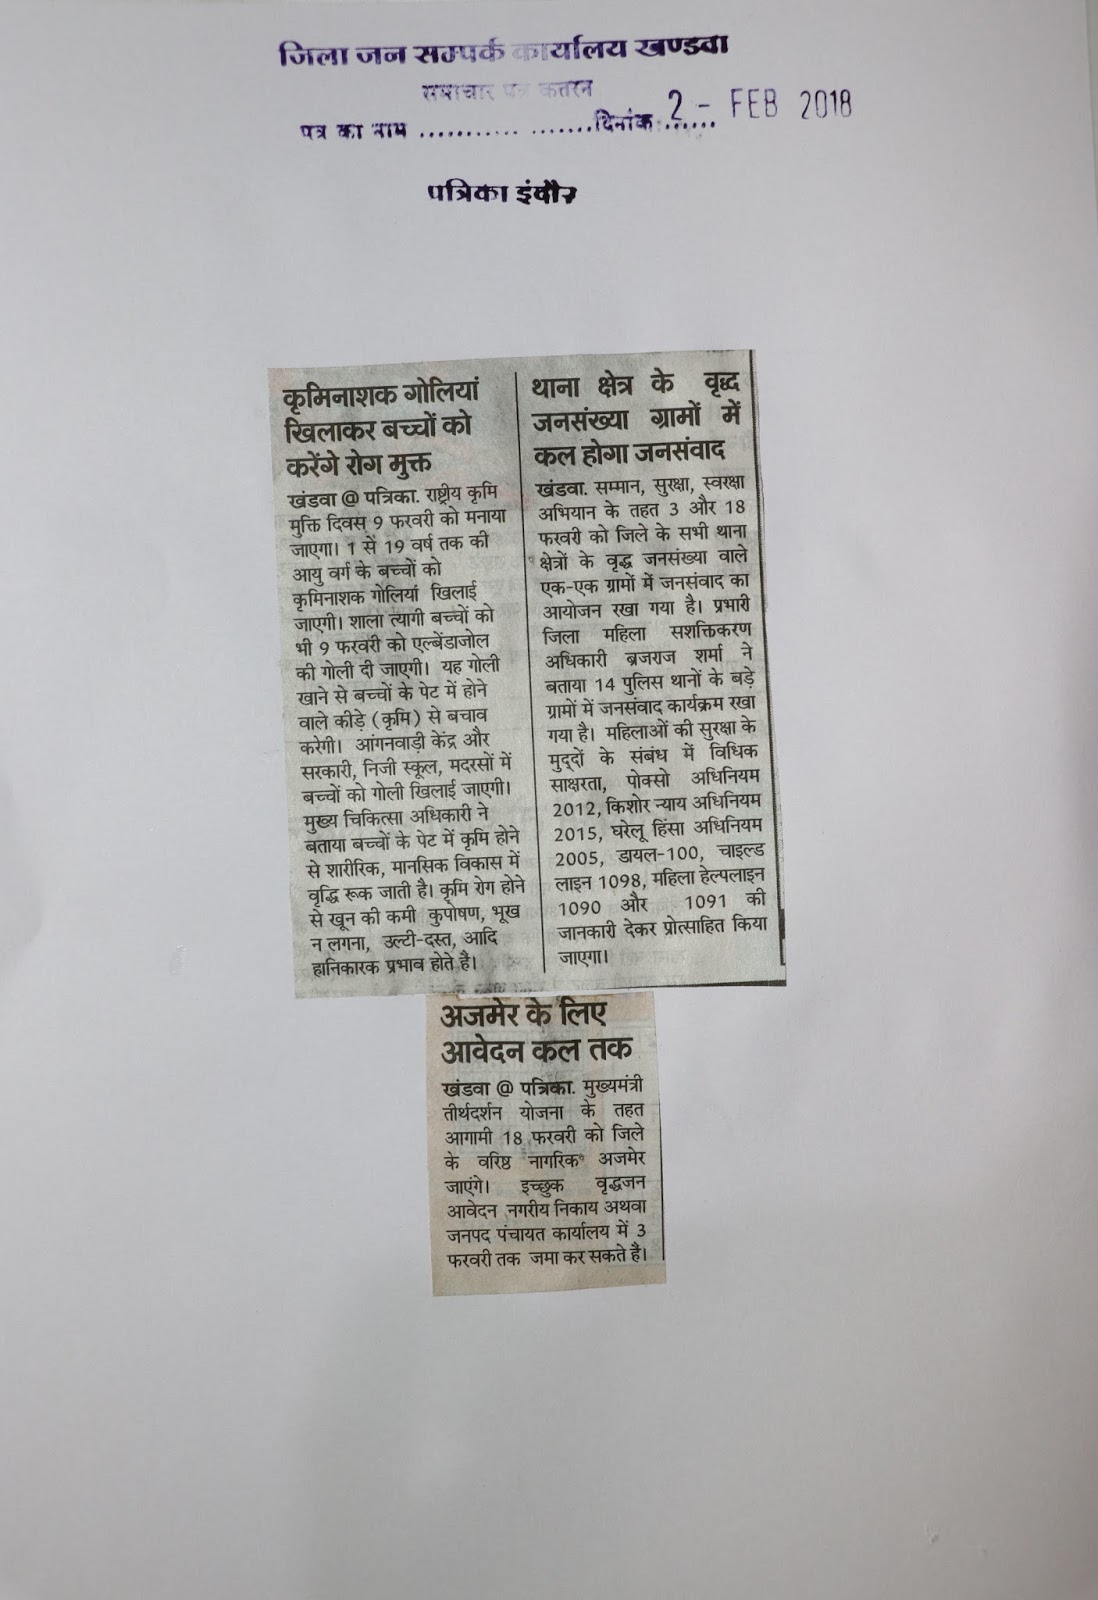 जिला जन सम्पर्क कार्यालय खण्डवा
समाचार पत्र कतरन
पत्र का नाम .................... दिनांक ...... 2 - FEB 2018
पत्रिका इंदौर
कृमिनाशक गोलियां
खिलाकर बच्चों को
करेंगे रोग मुक्त
खंडवा @ पत्रिका. राष्ट्रीय कृमि
मुक्ति दिवस 9 फरवरी को मनाया
जाएगा। 1 से 19 वर्ष तक की
आयु वर्ग के बच्चों को
कृमिनाशक गोलियां खिलाई
जाएगी। शाला त्यागी बच्चों को
भी 9 फरवरी को एल्बेंडाजोल
की गोली दी जाएगी। यह गोली
खाने से बच्चों के पेट में होने
वाले कीड़े (कृमि) से बचाव
करेगी। आंगनवाड़ी केंद्र और
सरकारी, निजी स्कूल, मदरसों में
बच्चों को गोली खिलाई जाएगी।
मुख्य चिकित्सा अधिकारी ने
बताया बच्चों के पेट में कृमि होने
से शारीरिक, मानसिक विकास में
वृद्धि रूक जाती है। कृमि रोग होने
से खून की कमी कुपोषण, भूख
न लगना, उल्टी-दस्त, आदि
हानिकारक प्रभाव होते है।
थाना क्षेत्र के वृद्ध
जनसंख्या ग्रामों में
कल होगा जनसंवाद
खंडवा. सम्मान, सुरक्षा, स्वरक्षा
अभियान के तहत 3 और 18
फरवरी को जिले के सभी थाना
क्षेत्रों के वृद्ध जनसंख्या वाले
एक-एक ग्रामों में जनसंवाद का
आयोजन रखा गया है। प्रभारी
जिला महिला सशक्तिकरण
अधिकारी ब्रजराज शर्मा ने
बताया 14 पुलिस थानों के बड़े
ग्रामों में जनसंवाद कार्यक्रम रखा
गया है। महिलाओं की सुरक्षा के
मुद्दों के संबंध में विधिक
साक्षरता, पोक्सो अधिनियम
2012, किशोर न्याय अधिनियम
2015, घरेलू हिंसा अधिनियम
2005, डायल-100, चाइल्ड
लाइन 1098, महिला हेल्पलाइन
1090 और 1091 की
जानकारी देकर प्रोत्साहित किया
जाएगा।
अजमेर के लिए
आवेदन कल तक
खंडवा @ पत्रिका. मुख्यमंत्री
तीर्थदर्शन योजना के तहत
आगामी 18 फरवरी को जिले
के वरिष्ठ नागरिक अजमेर
जाएंगे। इच्छुक वृद्धजन
आवेदन नगरीय निकाय अथवा
जनपद पंचायत कार्यालय में 3
फरवरी तक जमा कर सकते है।